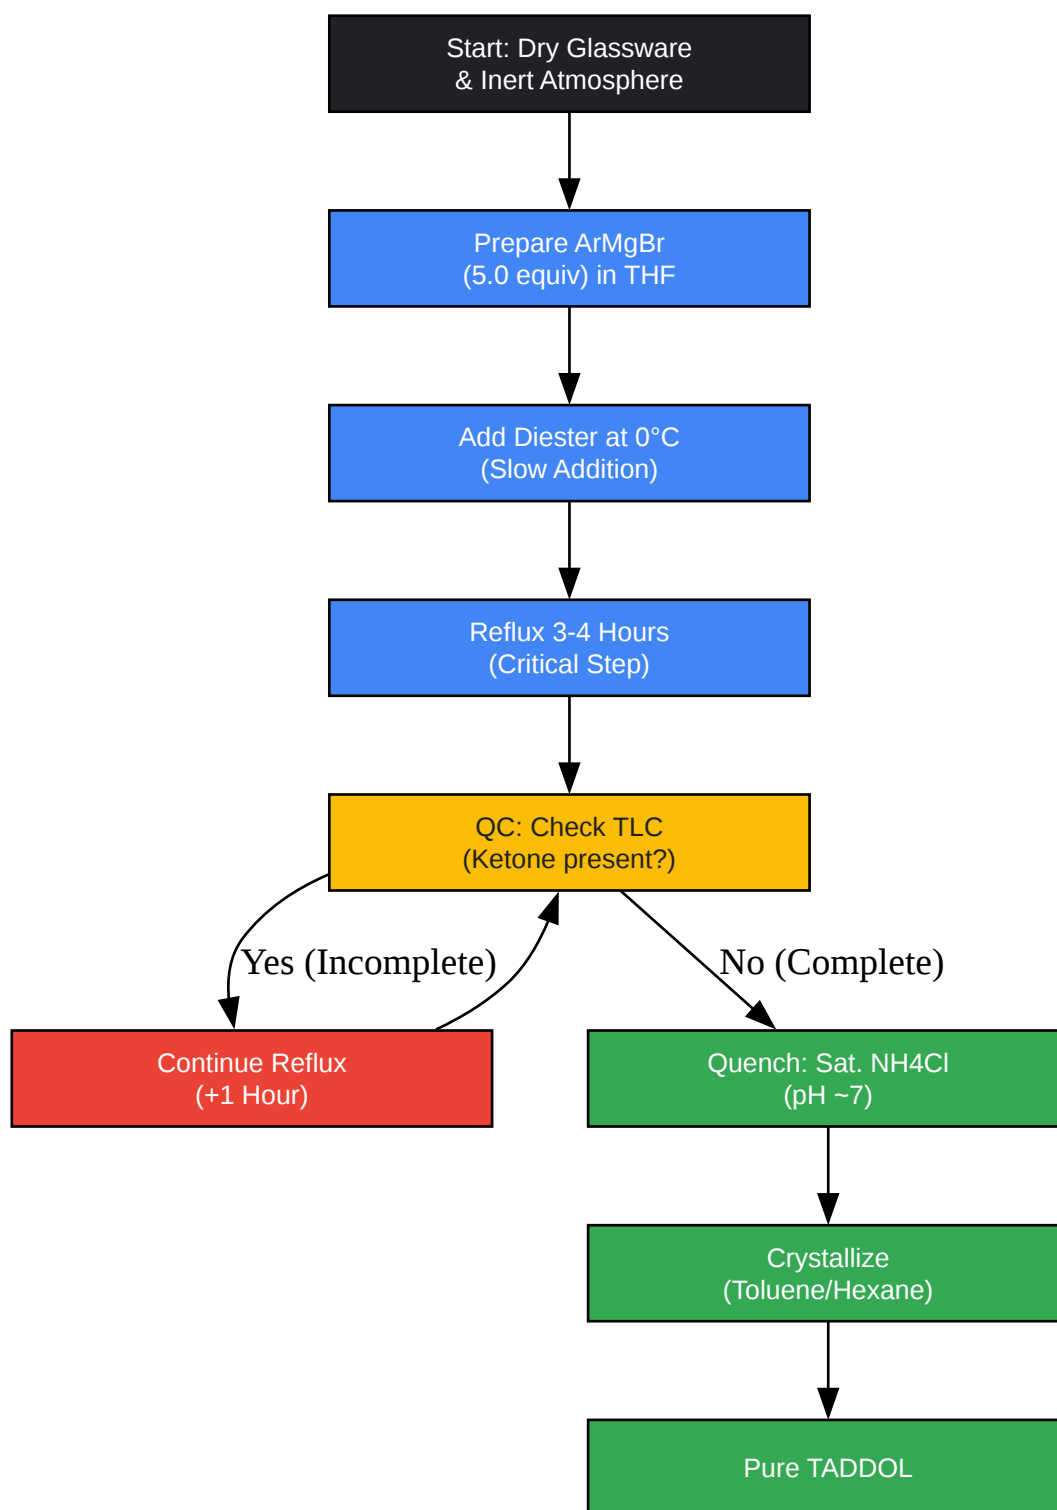 Start: Dry Glassware
& Inert Atmosphere
Prepare ArMgBr
(5.0 equiv) in THF
Add Diester at 0°C
(Slow Addition)
Reflux 3-4 Hours
(Critical Step)
QC: Check TLC
(Ketone present?)
Yes (Incomplete)
No (Complete)
Continue Reflux
(+1 Hour)
Quench: Sat. NH4Cl
(pH ~7)
Crystallize
(Toluene/Hexane)
Pure TADDOL